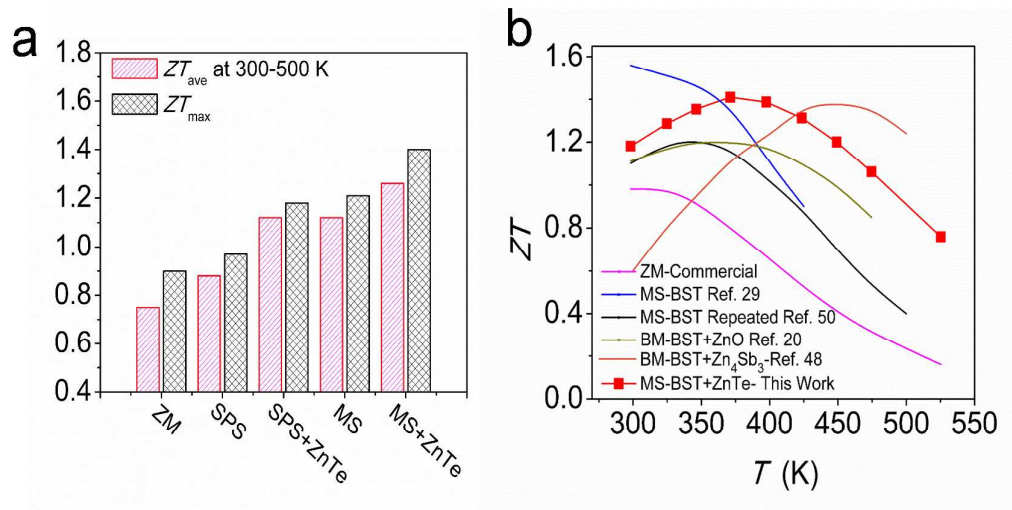 a
1.8
1.6
1.4
1.2
1.0
0.8
0.6
0.4
ZT_ave at 300-500 K
ZT_max
ZM
SPS
SPS+ZnTe
MS
MS+ZnTe
b
ZT
1.6
1.2
0.8
0.4
0.0
ZM-Commercial
MS-BST Ref. 29
MS-BST Repeated Ref. 50
BM-BST+ZnO Ref. 20
BM-BST+Zn₄Sb₃-Ref. 48
MS-BST+ZnTe- This Work
300 350 400 450 500 550
T (K)